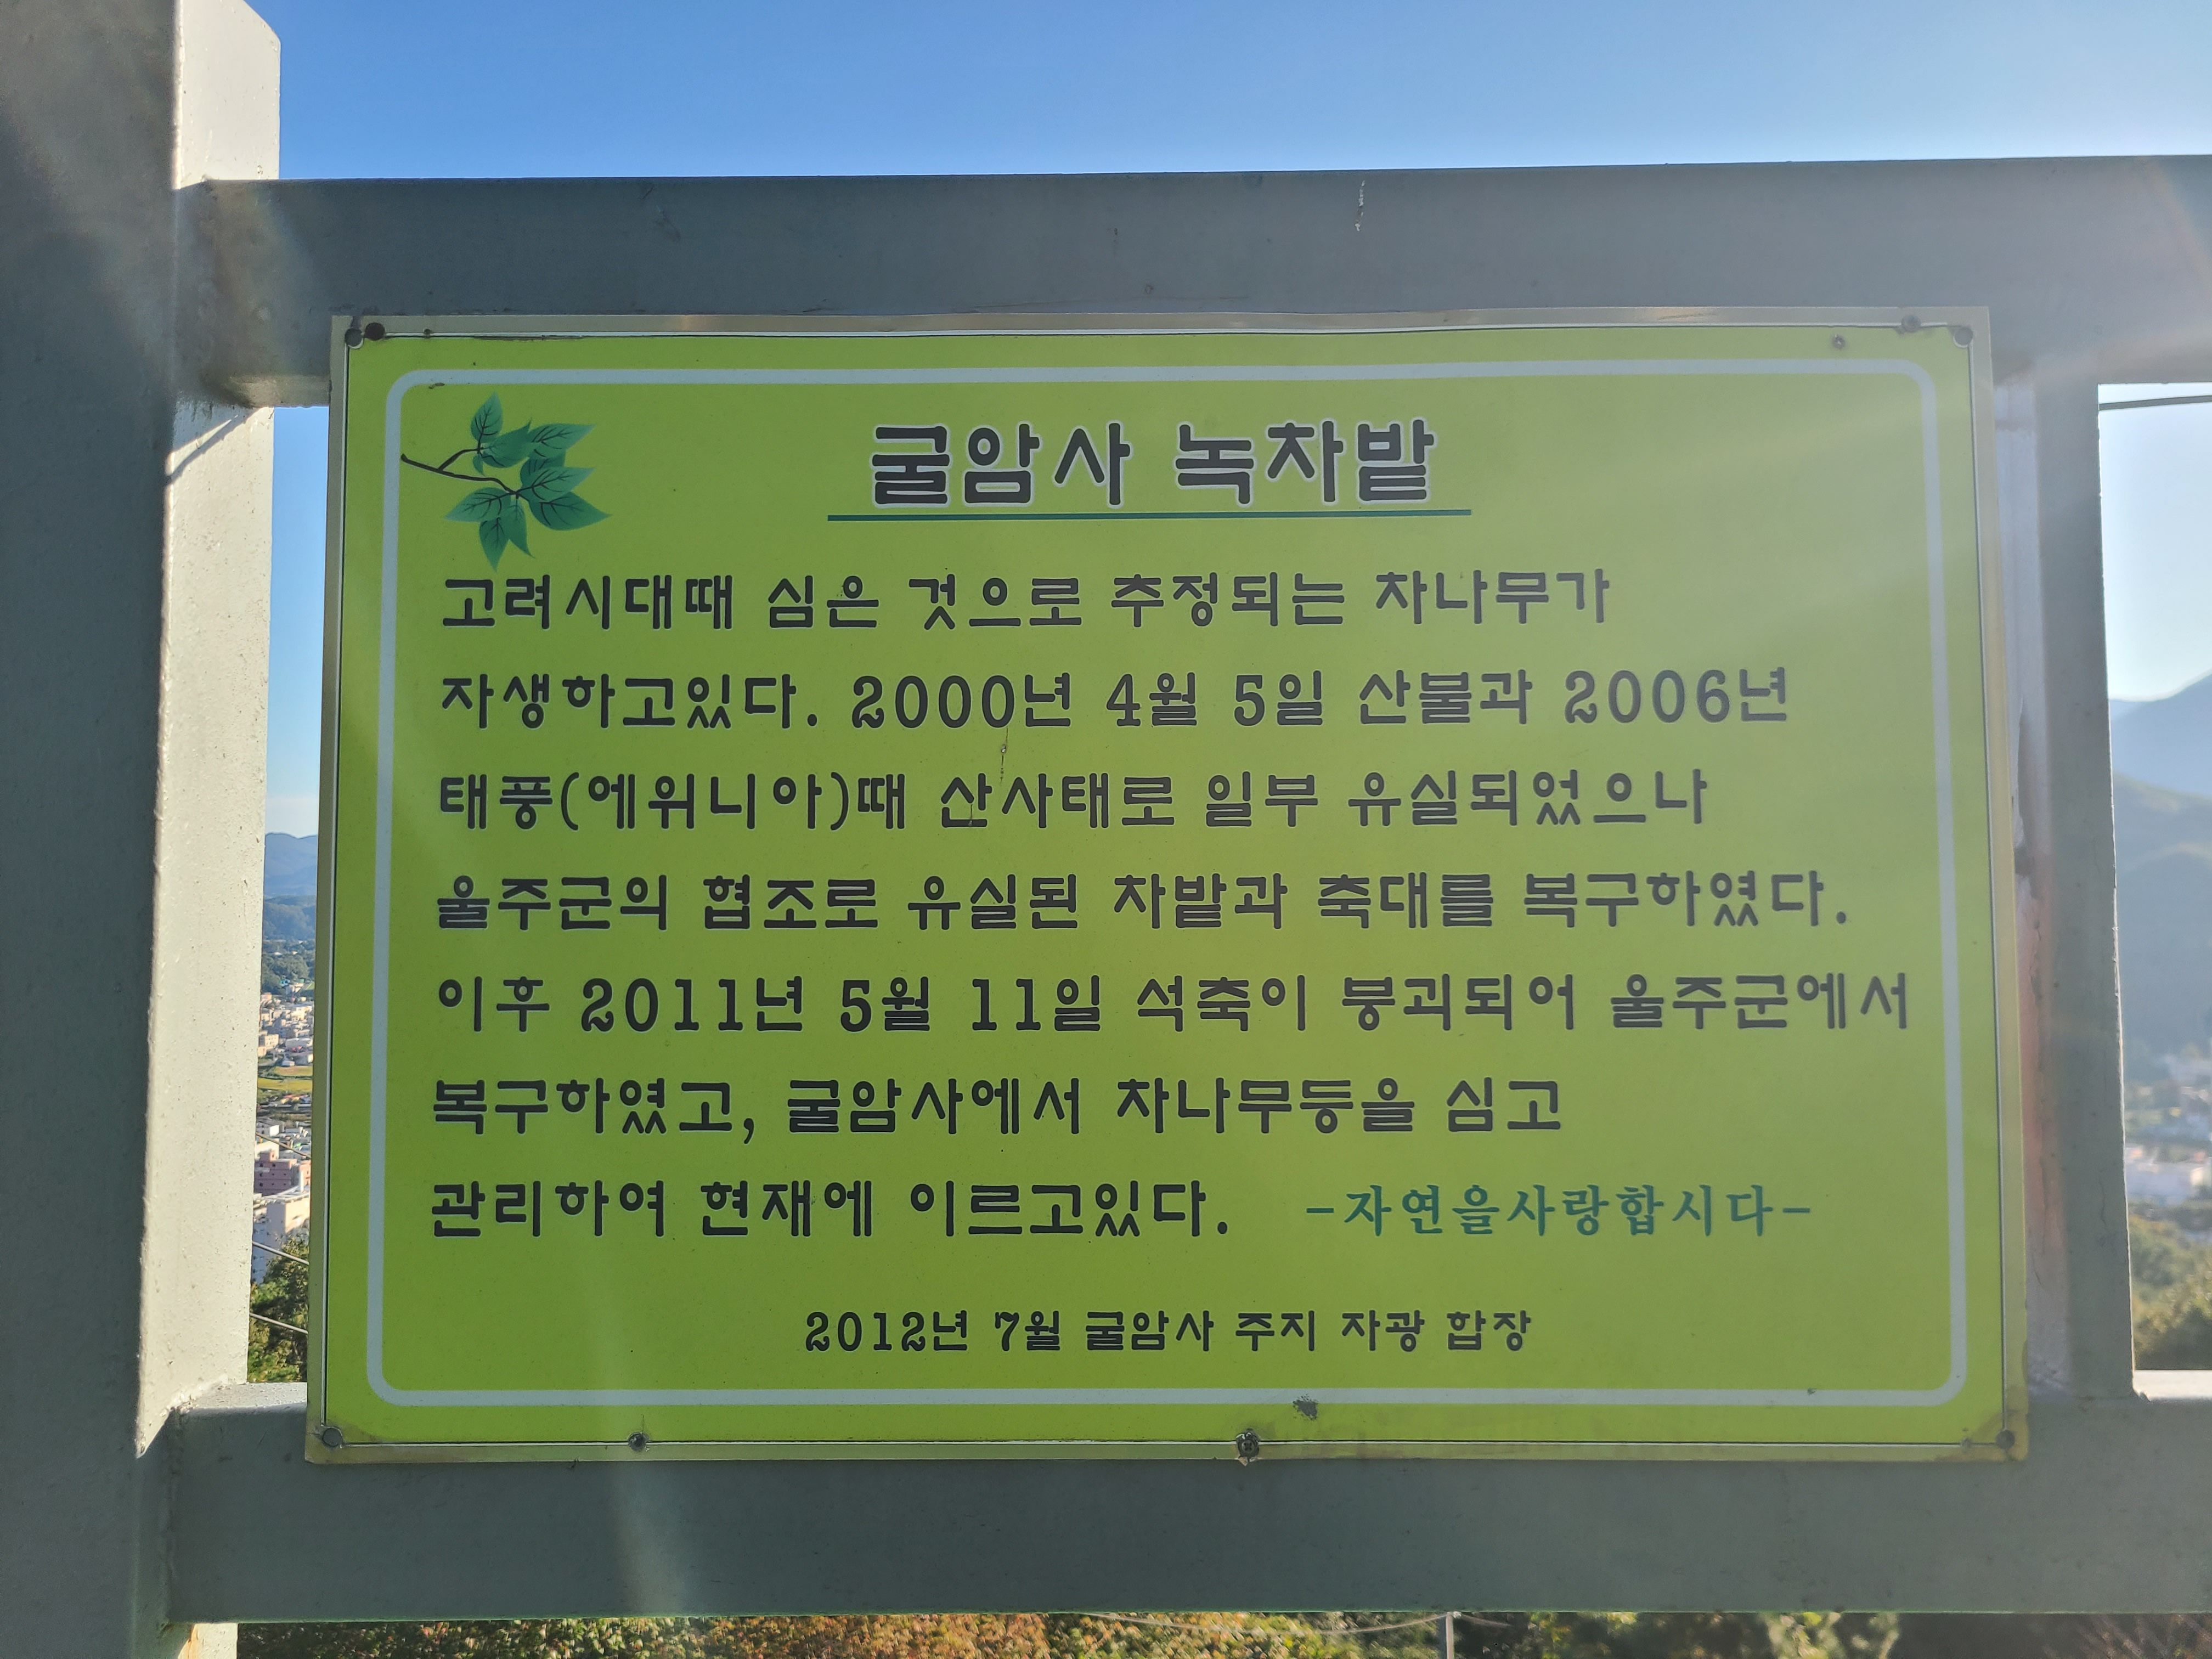 굴암사 녹차밭
고려시대때 심은 것으로 추정되는 차나무가
자생하고있다. 2000년 4월 5일 산불과 2006년
태풍(에위니아)때 산사태로 일부 유실되었으나
울주군의 협조로 유실된 차밭과 축대를 복구하였다.
이후 2011년 5월 11일 석축이 붕괴되어 울주군에서
복구하였고, 굴암사에서 차나무등을 심고
관리하여 현재에 이르고있다. -자연을사랑합시다-
2012년 7월 굴암사 주지 자광 합장